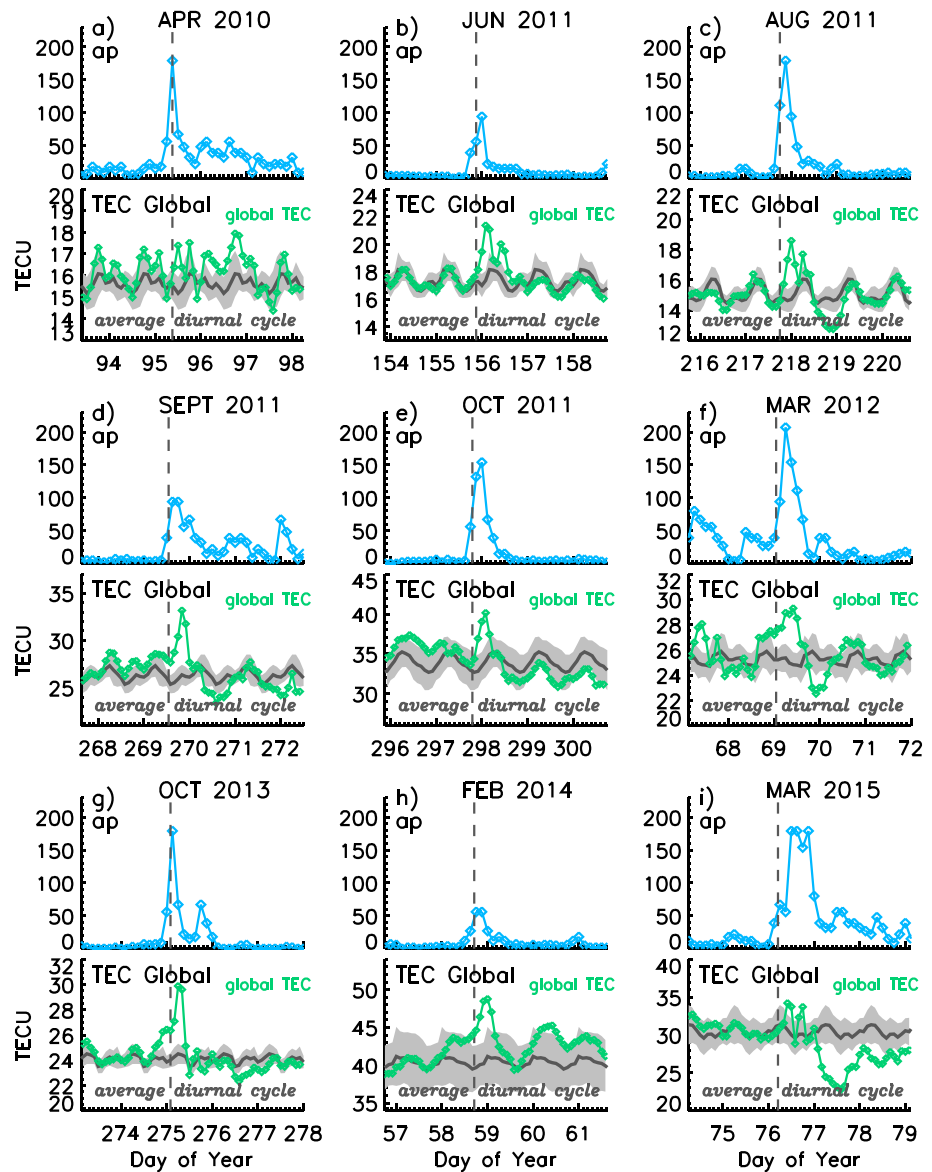 a) APR 2010
ap
200
150
100
50
0
TEC Global
global TEC
20
19
18
17
16
15
14
13
TECU
average diurnal cycle
94 95 96 97 98
b) JUN 2011
ap
200
150
100
50
0
TEC Global
global TEC
24
22
20
18
16
14
average diurnal cycle
154 155 156 157 158
c) AUG 2011
ap
200
150
100
50
0
TEC Global
global TEC
22
20
18
16
14
12
average diurnal cycle
216 217 218 219 220
d) SEPT 2011
ap
200
150
100
50
0
TEC Global
global TEC
35
30
25
TECU
average diurnal cycle
268 269 270 271 272
e) OCT 2011
ap
200
150
100
50
0
TEC Global
global TEC
45
40
35
30
average diurnal cycle
296 297 298 299 300
f) MAR 2012
ap
200
150
100
50
0
TEC Global
global TEC
32
30
28
26
24
22
20
average diurnal cycle
68 69 70 71 72
g) OCT 2013
ap
200
150
100
50
0
TEC Global
global TEC
32
30
28
26
24
22
20
TECU
average diurnal cycle
274 275 276 277 278
Day of Year
h) FEB 2014
ap
200
150
100
50
0
TEC Global
global TEC
50
45
40
35
average diurnal cycle
57 58 59 60 61
Day of Year
i) MAR 2015
ap
200
150
100
50
0
TEC Global
global TEC
40
35
30
25
20
average diurnal cycle
75 76 77 78 79
Day of Year